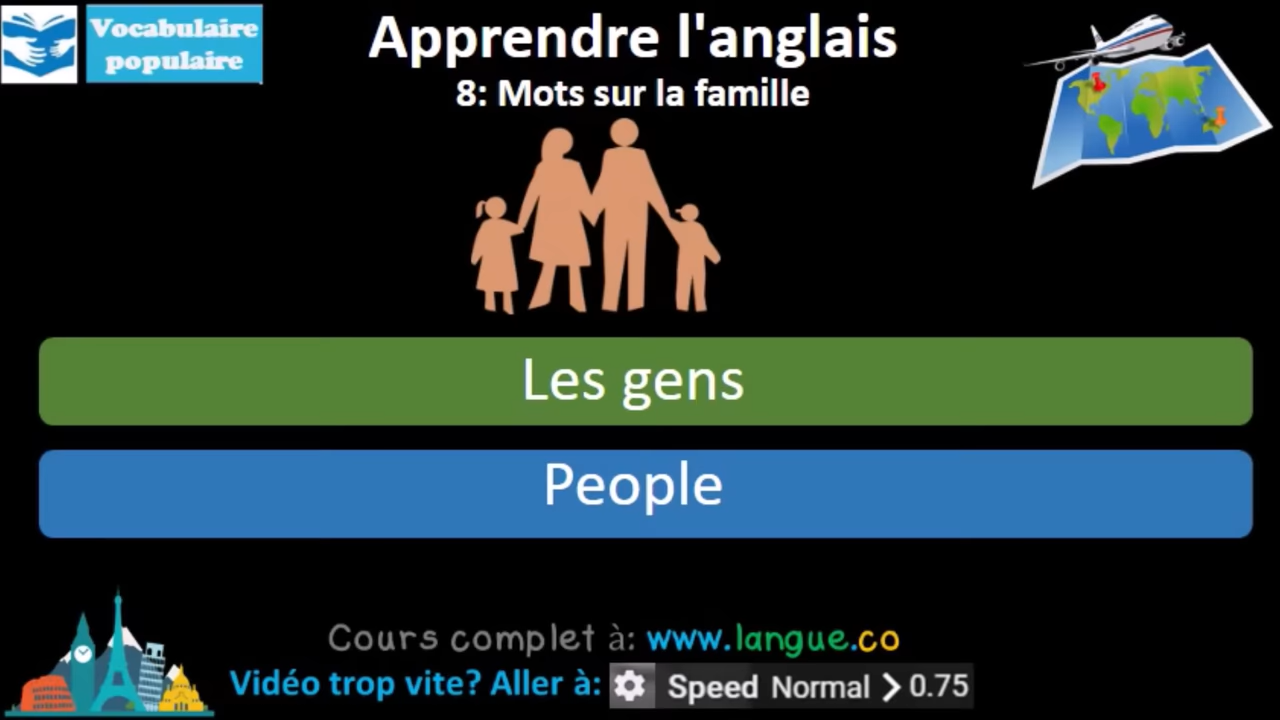 Vocabulaire
populaire
Apprendre l'anglais
8: Mots sur la famille
Les gens
People
Cours complet à: www.langue.co
Vidéo trop vite? Aller à: Speed Normal > 0.75